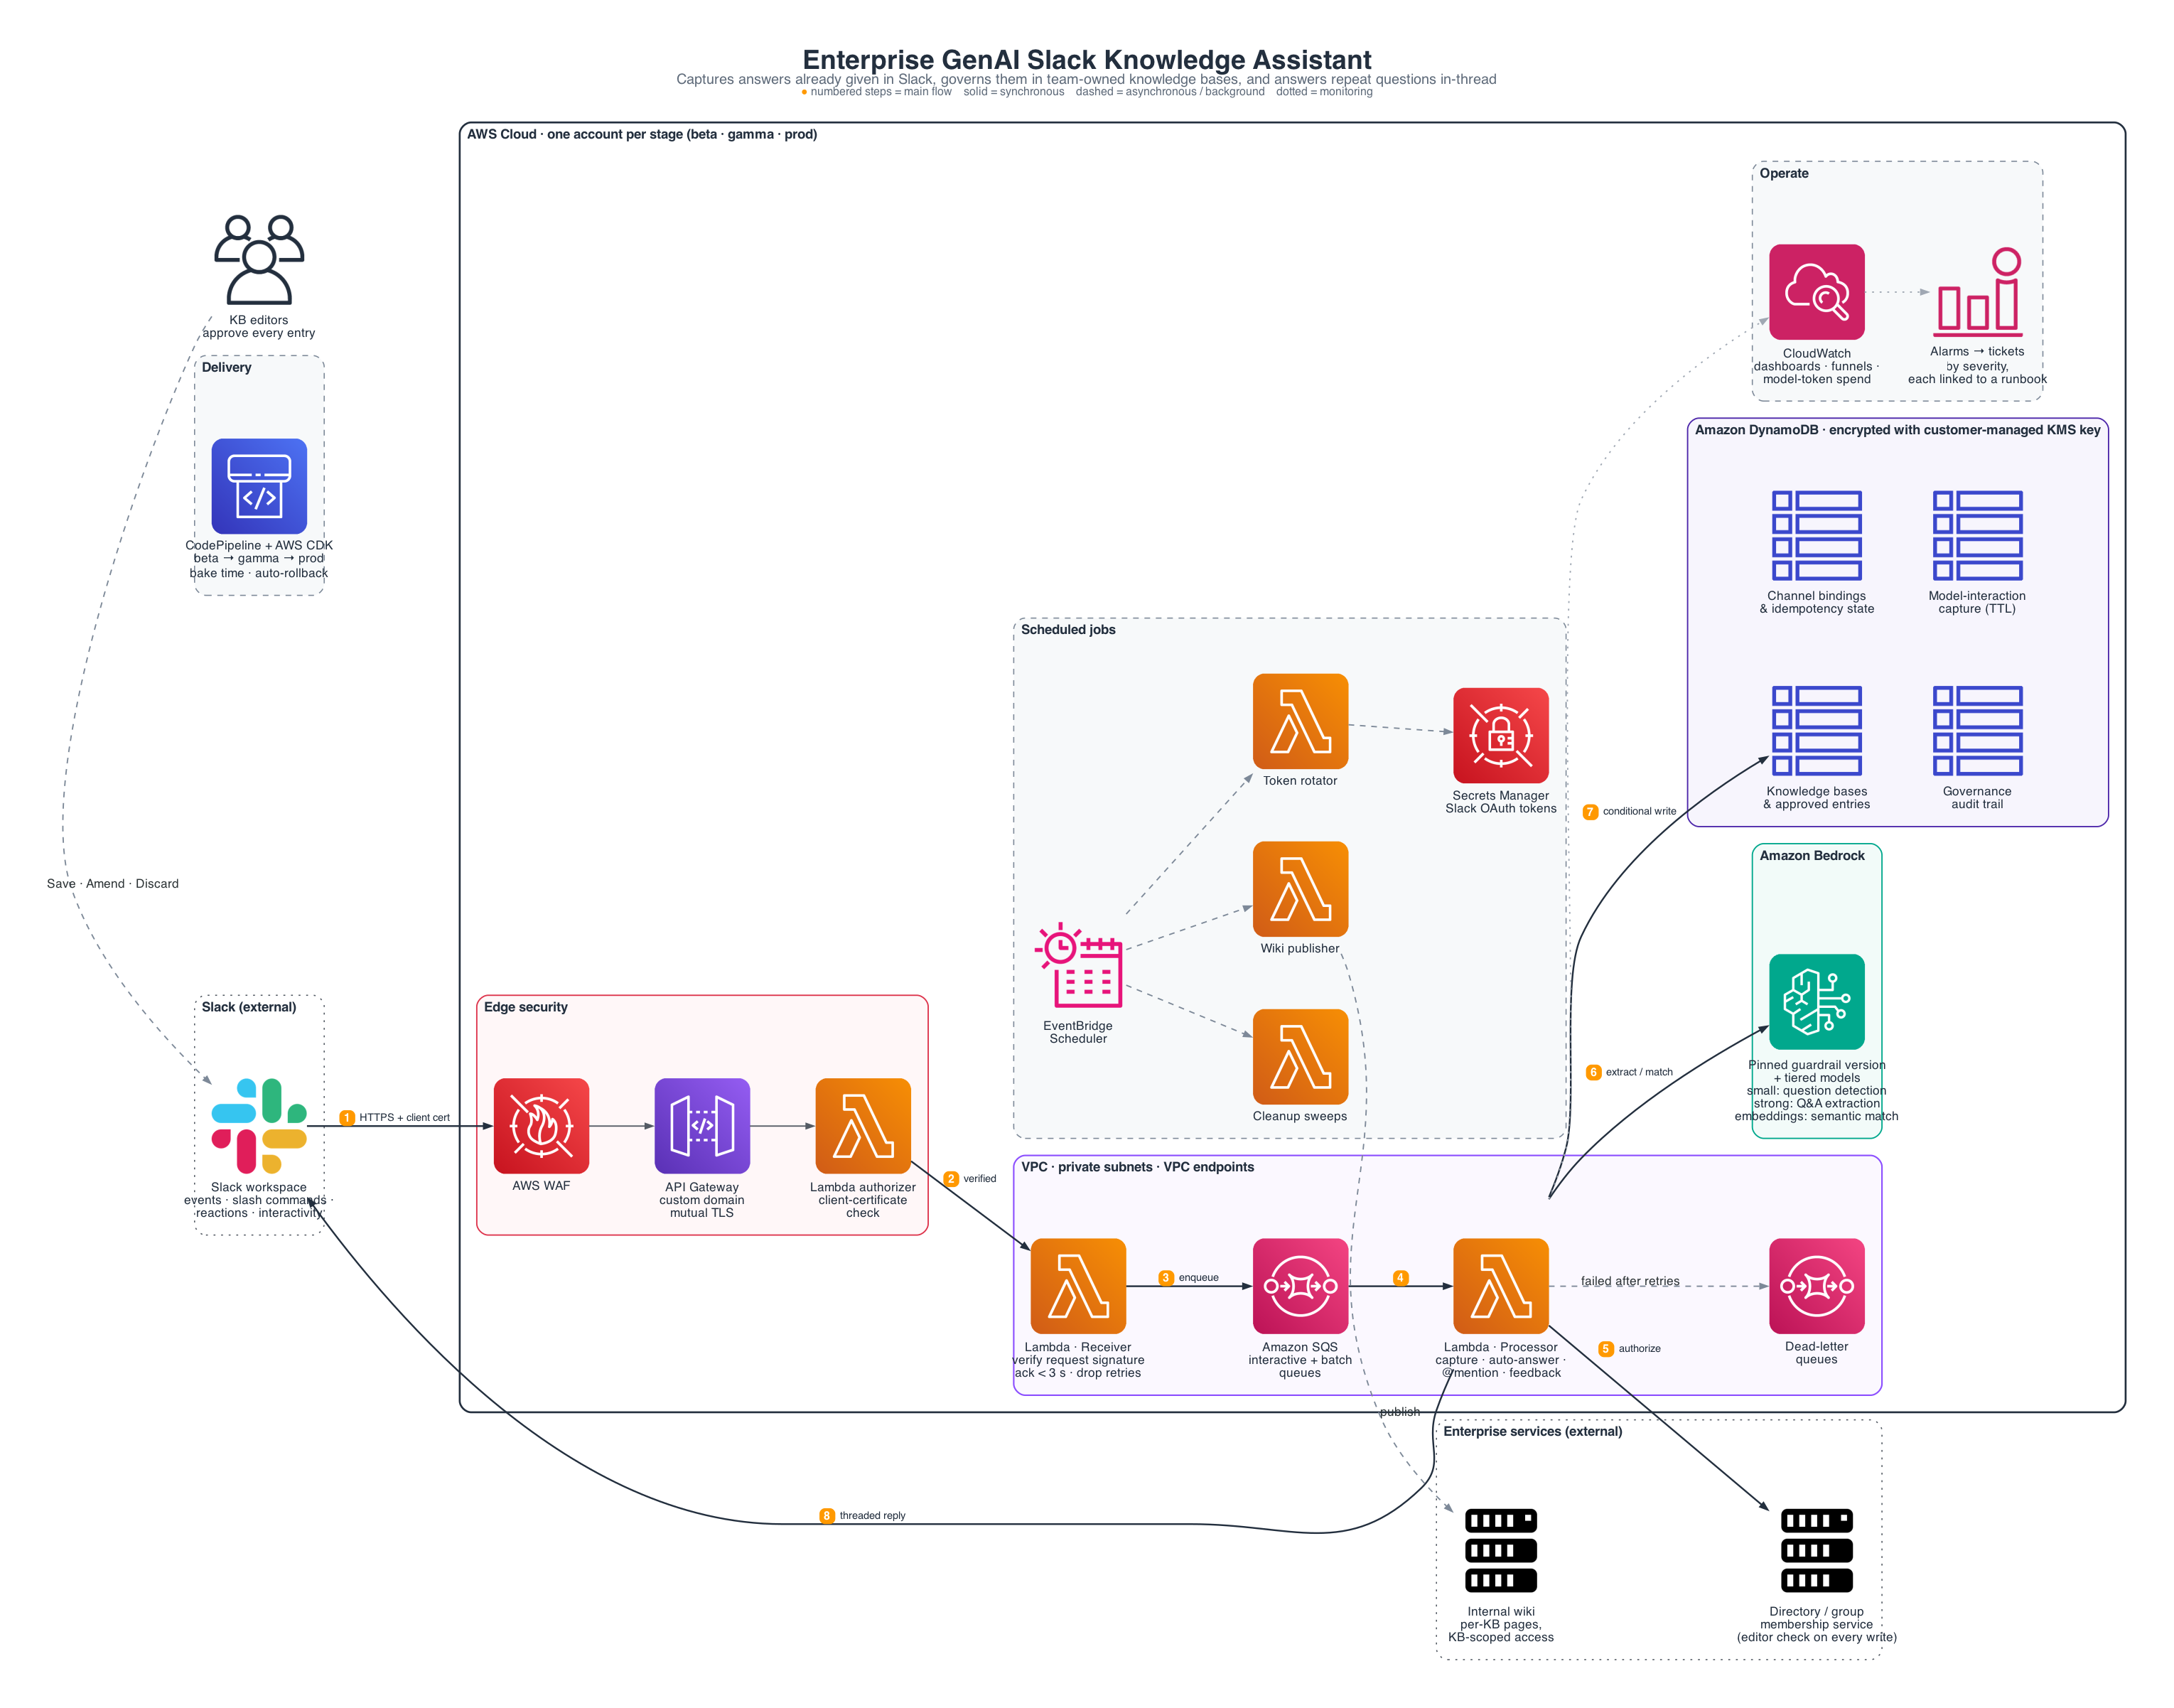 Enterprise GenAI Slack Knowledge Assistant
Captures answers already given in Slack, governs them in team-owned knowledge bases, and answers repeat questions in-thread
● numbered steps = main flow solid = synchronous dashed = asynchronous / background dotted = monitoring
AWS Cloud · one account per stage (beta · gamma · prod)
Operate
CloudWatch
dashboards · funnels ·
model-token spend
Alarms → tickets
by severity,
each linked to a runbook
KB editors
approve every entry
Delivery
CodePipeline + AWS CDK
beta → gamma → prod
bake time · auto-rollback
Amazon DynamoDB · encrypted with customer-managed KMS key
Channel bindings
& idempotency state
Model-interaction
capture (TTL)
Knowledge bases
& approved entries
Governance
audit trail
Scheduled jobs
Token rotator
Secrets Manager
Slack OAuth tokens
Wiki publisher
EventBridge
Scheduler
Cleanup sweeps
7 conditional write
Amazon Bedrock
Pinned guardrail version
+ tiered models
small: question detection
strong: Q&A extraction
embeddings: semantic match
6 extract / match
Save · Amend · Discard
Slack (external)
Slack workspace
events · slash commands ·
reactions · interactivity
1 HTTPS + client cert
Edge security
AWS WAF
API Gateway
custom domain
mutual TLS
Lambda authorizer
client-certificate
check
2 verified
VPC · private subnets · VPC endpoints
Lambda · Receiver
verify request signature
ack < 3 s · drop retries
3 enqueue
Amazon SQS
interactive + batch
queues
4
Lambda · Processor
capture · auto-answer ·
@mention · feedback
failed after retries
Dead-letter
queues
5 authorize
publish
Enterprise services (external)
8 threaded reply
Internal wiki
per-KB pages,
KB-scoped access
Directory / group
membership service
(editor check on every write)